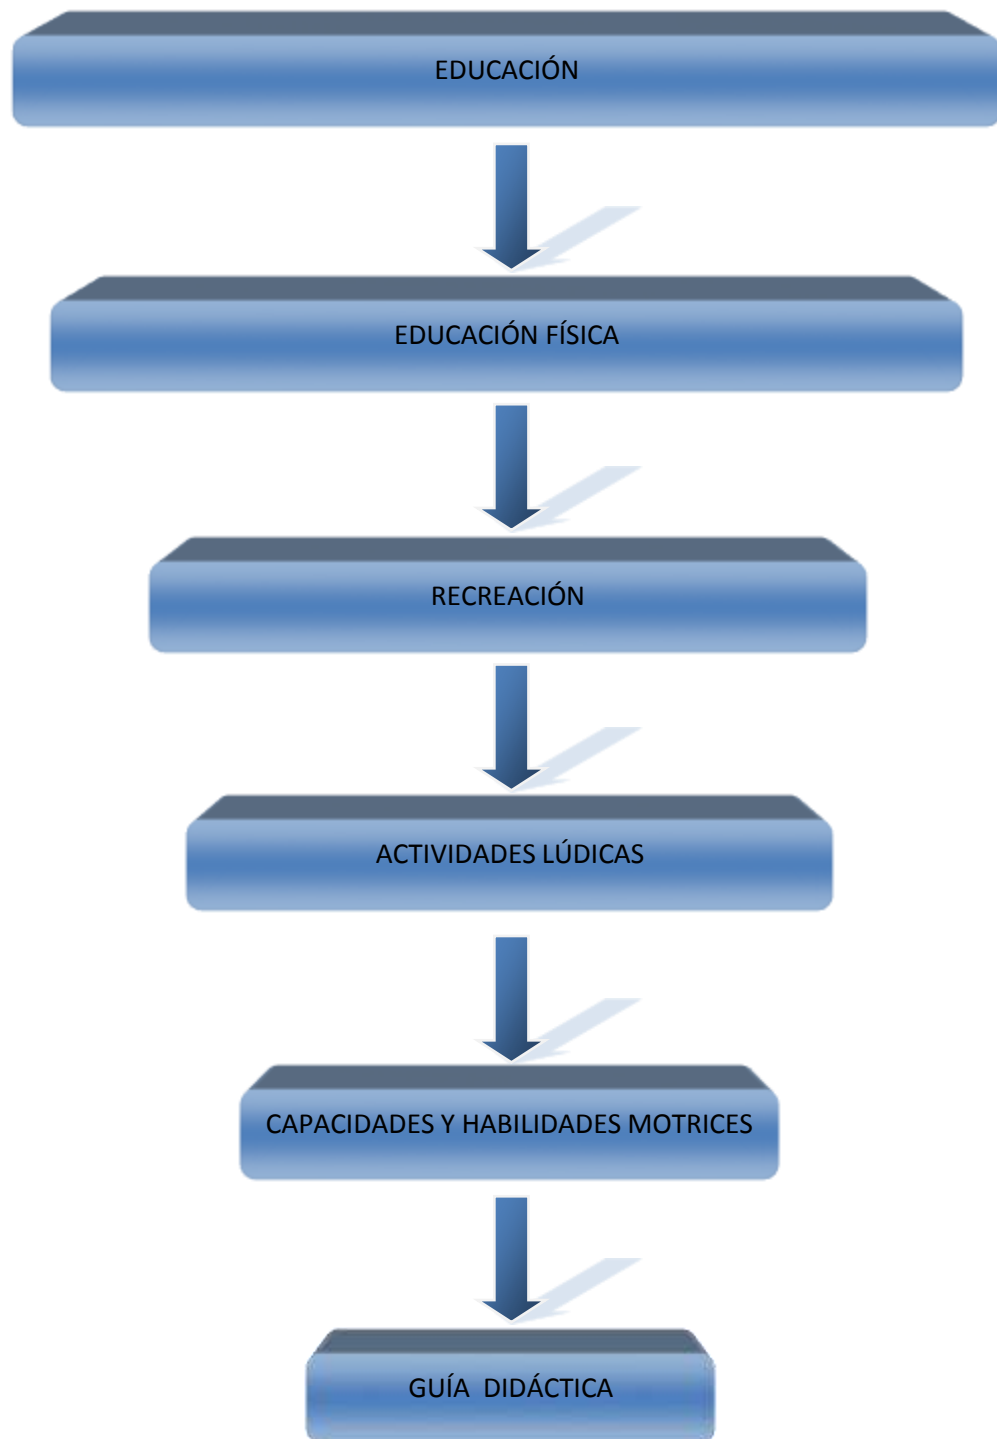 EDUCACIÓN
EDUCACIÓN FÍSICA
RECREACIÓN
ACTIVIDADES LÚDICAS
CAPACIDADES Y HABILIDADES MOTRICES
GUÍA  DIDÁCTICA